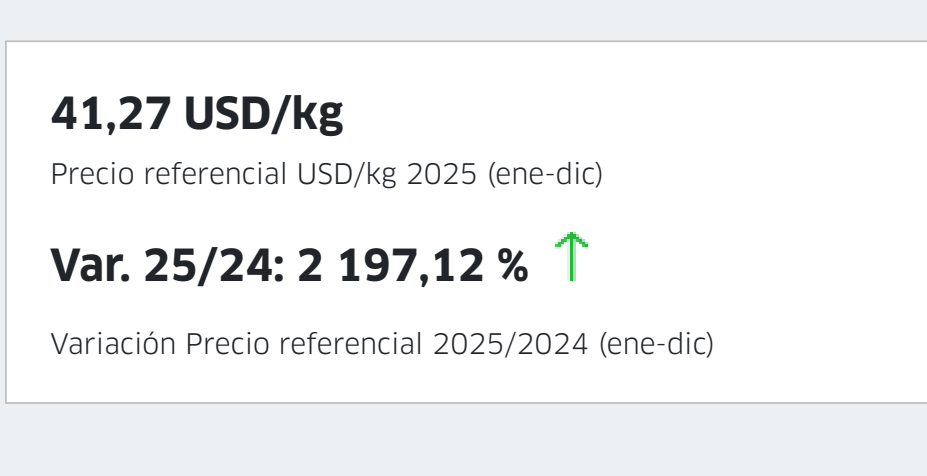 41,27 USD/kg
Precio referencial USD/kg 2025 (ene-dic)
Var. 25/24: 2 197,12 %
Variación Precio referencial 2025/2024 (ene-dic)